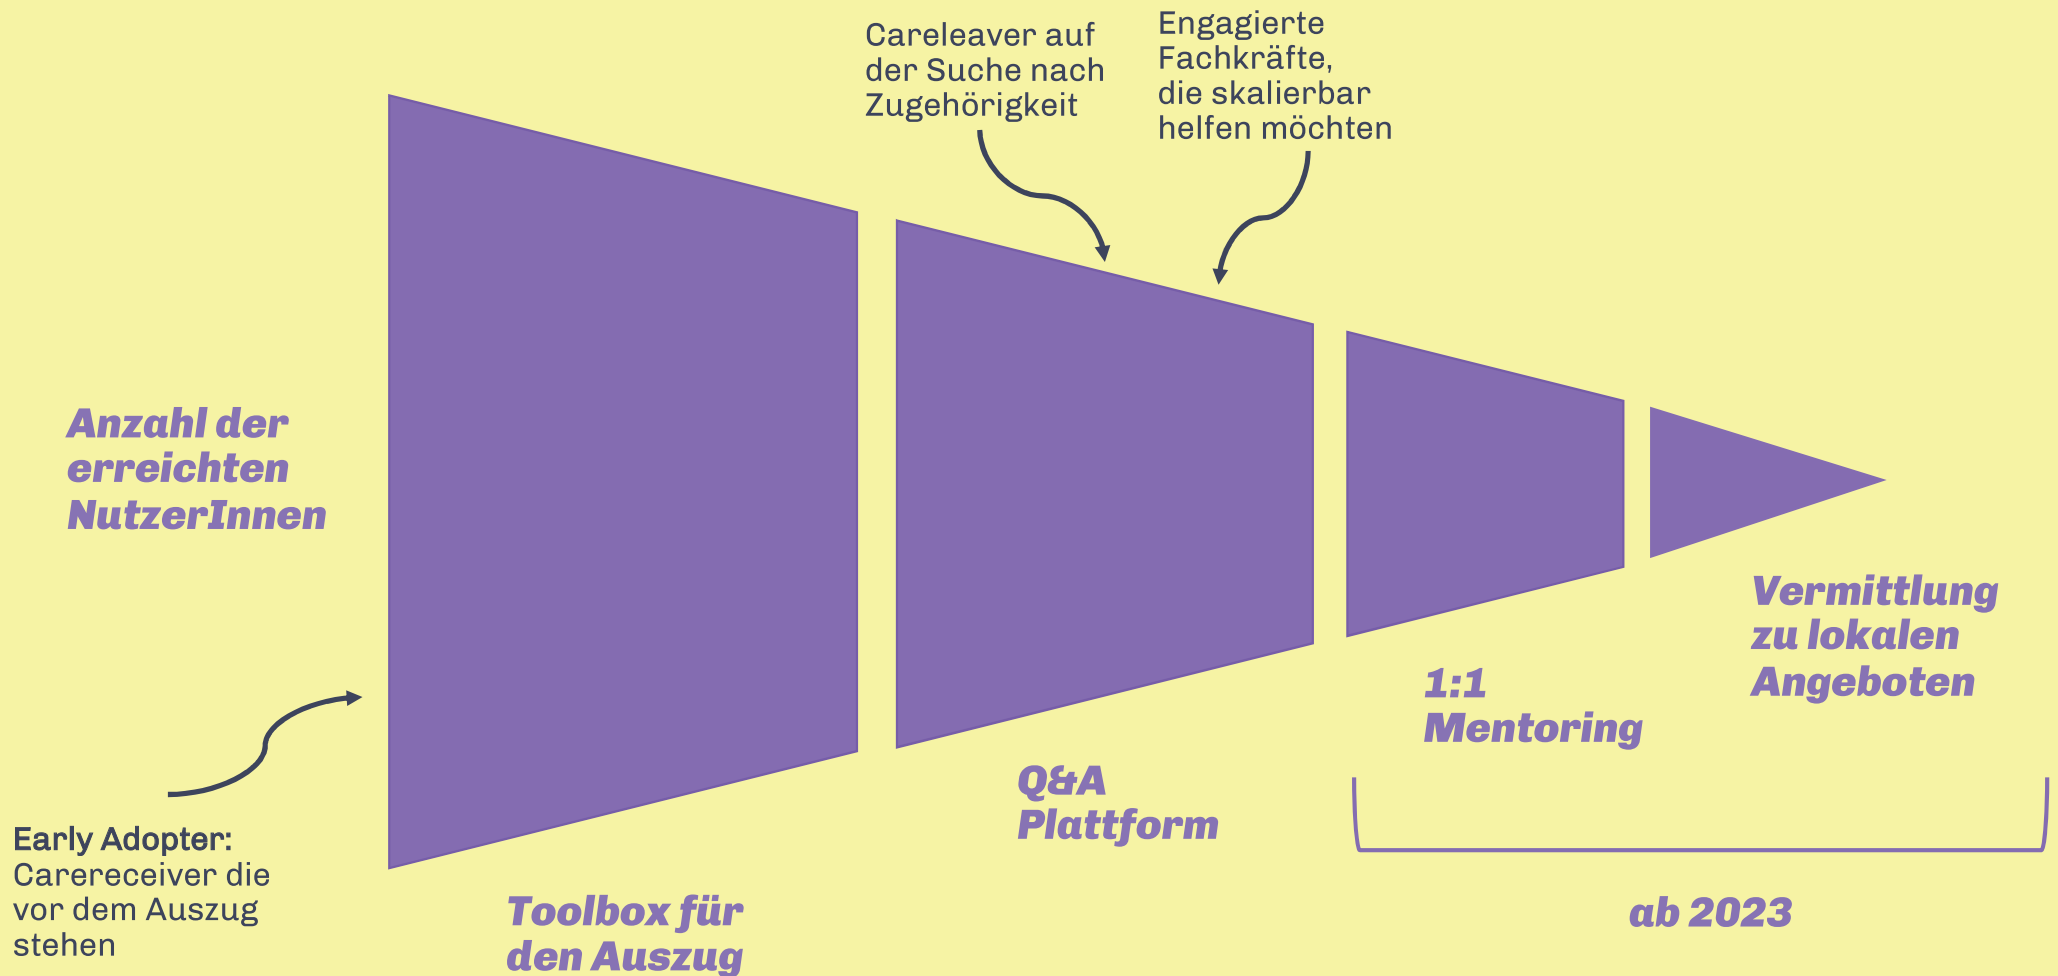 Careleaver auf
der Suche nach
Zugehörigkeit
Engagierte
Fachkräfte,
die skalierbar
helfen möchten
Anzahl der
erreichten
NutzerInnen
Early Adopter:
Carereceiver die
vor dem Auszug
stehen
Toolbox für
den Auszug
Q&A
Plattform
1:1
Mentoring
Vermittlung
zu lokalen
Angeboten
ab 2023